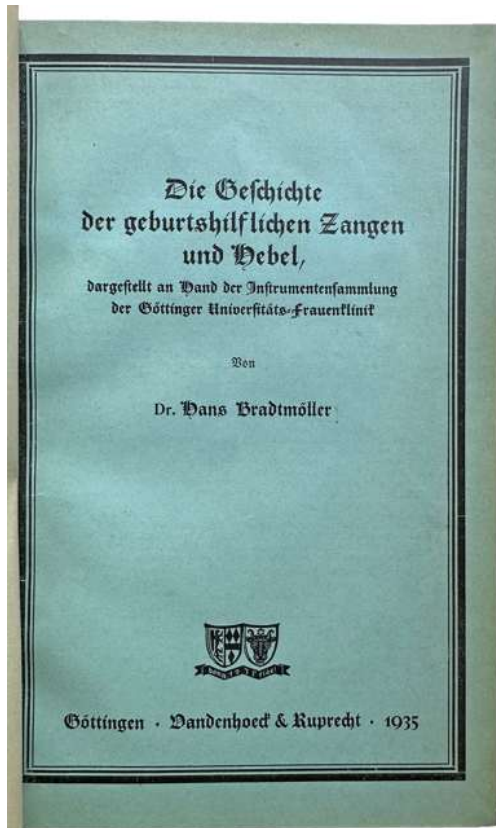 Die Geschichte
der geburtshilflichen Zangen
und Hebel,
dargestellt an Hand der Instrumentensammlung
der Göttinger Universitäts-Frauenklinik
Von
Dr. Hans Bradtmöller
Göttingen · Vandenhoeck & Ruprecht · 1935